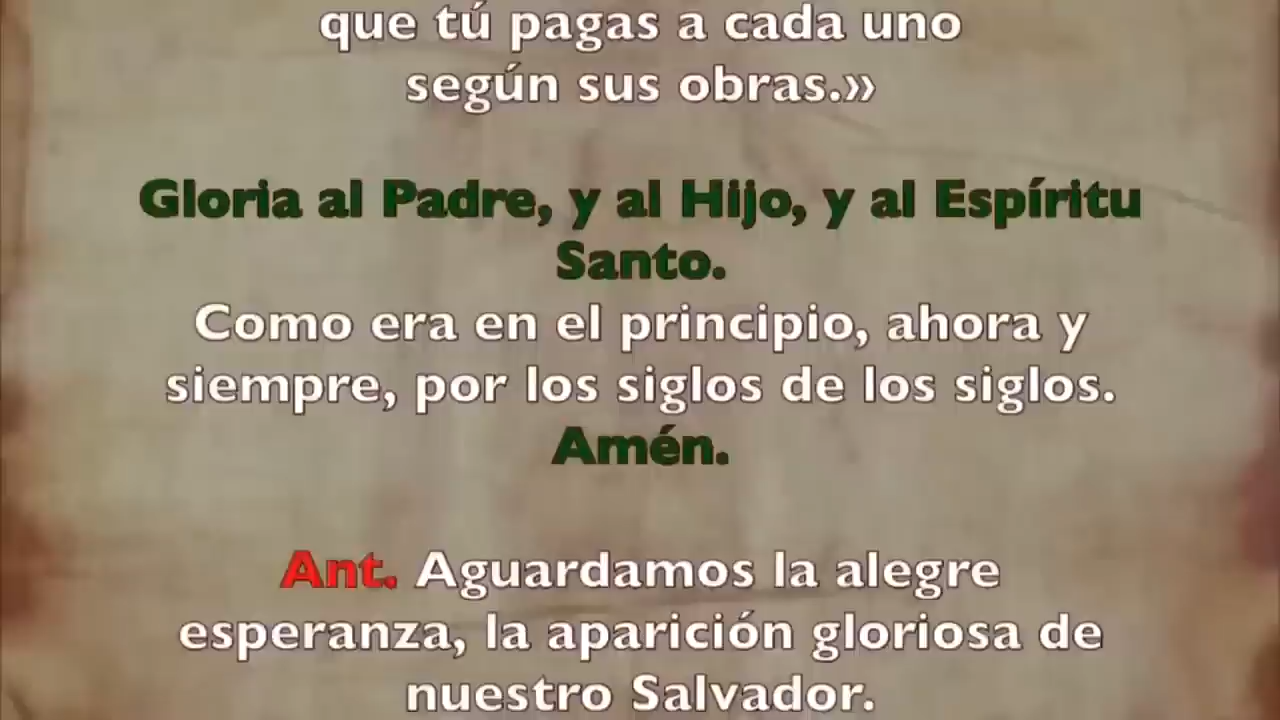 que tú pagas a cada uno
según sus obras.»
Gloria al Padre, y al Hijo, y al Espíritu
Santo.
Como era en el principio, ahora y
siempre, por los siglos de los siglos.
Amén.
Ant. Aguardamos la alegre
esperanza, la aparición gloriosa de
nuestro Salvador.